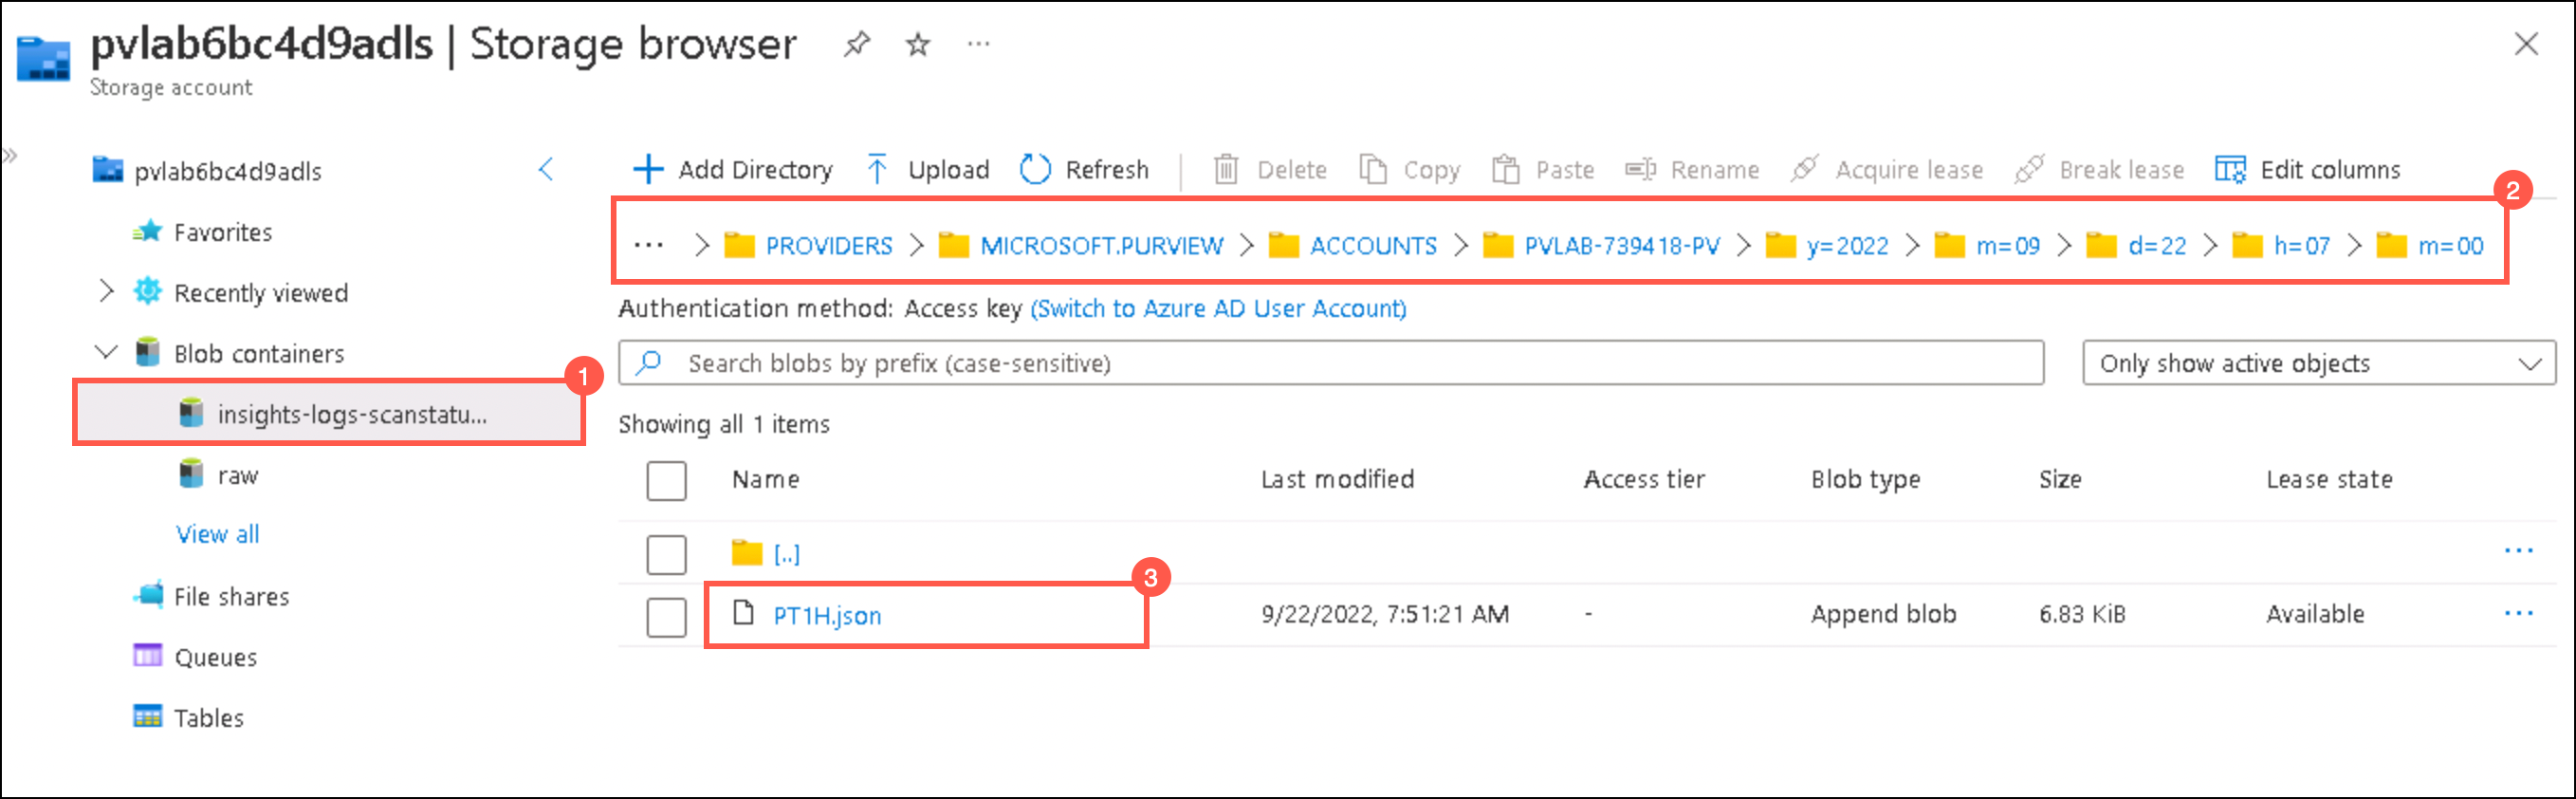 pvlab6bc4d9adls | Storage browser
Storage account
pvlab6bc4d9adls
Favorites
Recently viewed
Blob containers
1
insights-logs-scanstatu...
raw
View all
File shares
Queues
Tables
Add Directory Upload Refresh Delete Copy Paste Rename Acquire lease Break lease Edit columns
2
... > PROVIDERS > MICROSOFT.PURVIEW > ACCOUNTS > PVLAB-739418-PV > y=2022 > m=09 > d=22 > h=07 > m=00
Authentication method: Access key (Switch to Azure AD User Account)
Search blobs by prefix (case-sensitive) Only show active objects
Showing all 1 items
Name Last modified Access tier Blob type Size Lease state
[..]
3
PT1H.json 9/22/2022, 7:51:21 AM - Append blob 6.83 KiB Available